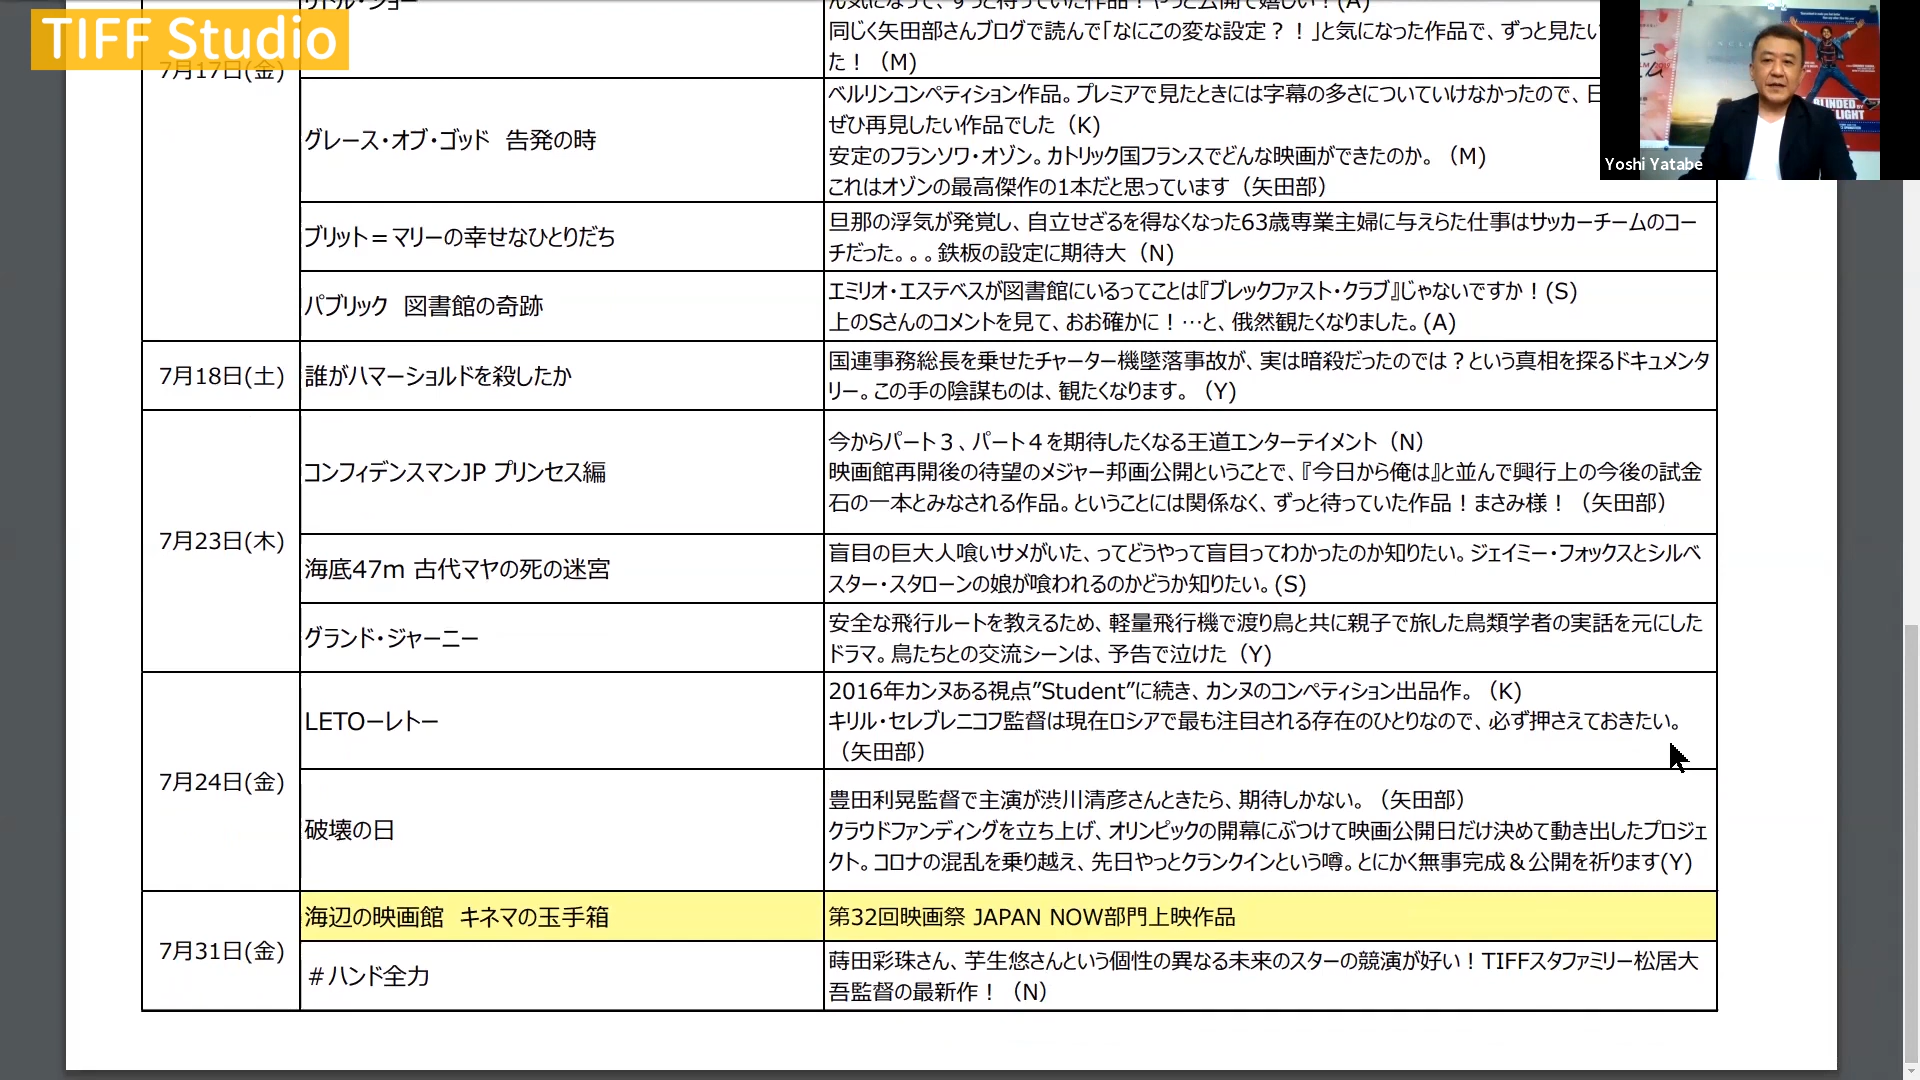 TIFF Studio
7月17日(金)
リトル・ジョー
ん気になって、ずっと待っていた作品！やっと公開で嬉しい！(A)
同じく矢田部さんブログで読んで「なにこの変な設定？！」と気になった作品で、ずっと見たい
た！（M）
グレース・オブ・ゴッド　告発の時
ベルリンコンペティション作品。プレミアで見たときには字幕の多さについていけなかったので、日
ぜひ再見したい作品でした（K）
安定のフランソワ・オゾン。カトリック国フランスでどんな映画ができたのか。（M）
これはオゾンの最高傑作の1本だと思っています（矢田部）
ブリット＝マリーの幸せなひとりだち
旦那の浮気が発覚し、自立せざるを得なくなった63歳専業主婦に与えらた仕事はサッカーチームのコー
チだった。。。鉄板の設定に期待大（N）
パブリック　図書館の奇跡
エミリオ・エステベスが図書館にいるってことは『ブレックファスト・クラブ』じゃないですか！(S)
上のSさんのコメントを見て、おお確かに！…と、俄然観たくなりました。(A)
7月18日(土)
誰がハマーショルドを殺したか
国連事務総長を乗せたチャーター機墜落事故が、実は暗殺だったのでは？という真相を探るドキュメンタ
リー。この手の陰謀ものは、観たくなります。（Y）
7月23日(木)
コンフィデンスマンJP プリンセス編
今からパート３、パート４を期待したくなる王道エンターテイメント（N）
映画館再開後の待望のメジャー邦画公開ということで、『今日から俺は』と並んで興行上の今後の試金
石の一本とみなされる作品。ということには関係なく、ずっと待っていた作品！まさみ様！（矢田部）
海底47m 古代マヤの死の迷宮
盲目の巨大人喰いサメがいた、ってどうやって盲目ってわかったのか知りたい。ジェイミー・フォックスとシルベ
スター・スタローンの娘が喰われるのかどうか知りたい。(S)
グランド・ジャーニー
安全な飛行ルートを教えるため、軽量飛行機で渡り鳥と共に親子で旅した鳥類学者の実話を元にした
ドラマ。鳥たちとの交流シーンは、予告で泣けた（Y）
7月24日(金)
LETOーレトー
2016年カンヌある視点”Student”に続き、カンヌのコンペティション出品作。（K）
キリル・セレブレニコフ監督は現在ロシアで最も注目される存在のひとりなので、必ず押さえておきたい。
（矢田部）
破壊の日
豊田利晃監督で主演が渋川清彦さんときたら、期待しかない。（矢田部）
クラウドファンディングを立ち上げ、オリンピックの開幕にぶつけて映画公開日だけ決めて動き出したプロジェ
クト。コロナの混乱を乗り越え、先日やっとクランクインという噂。とにかく無事完成＆公開を祈ります(Y)
7月31日(金)
海辺の映画館　キネマの玉手箱
第32回映画祭 JAPAN NOW部門上映作品
＃ハンド全力
蒔田彩珠さん、芋生悠さんという個性の異なる未来のスターの競演が好い！TIFFスタファミリー松居大
吾監督の最新作！（N）
Yoshi Yatabe
BLINDED
LIGHT